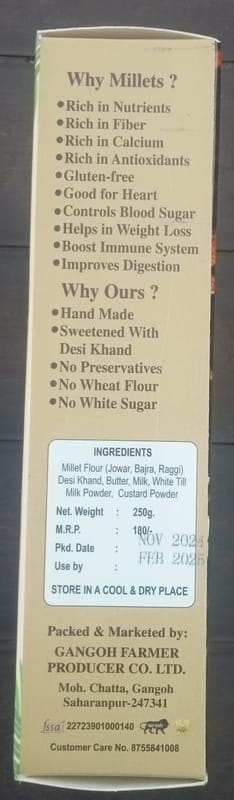 Why Millets ?
•Rich in Nutrients
•Rich in Fiber
•Rich in Calcium
•Rich in Antioxidants
•Gluten-free
•Good for Heart
•Controls Blood Sugar
•Helps in Weight Loss
•Boost Immune System
•Improves Digestion
Why Ours ?
•Hand Made
•Sweetened With
Desi Khand
•No Preservatives
•No Wheat Flour
•No White Sugar
INGREDIENTS
Millet Flour (Jowar, Bajra, Raggi)
Desi Khand, Butter, Milk, White Till
Milk Powder, Custard Powder
Net. Weight : 250g.
M.R.P. : 180/-
Pkd. Date : NOV 2024
Use by : FEB 2025
STORE IN A COOL & DRY PLACE
Packed & Marketed by:
GANGOH FARMER
PRODUCER CO. LTD.
Moh. Chatta, Gangoh
Saharanpur-247341
fssai 22723901000140
Customer Care No. 8755841008